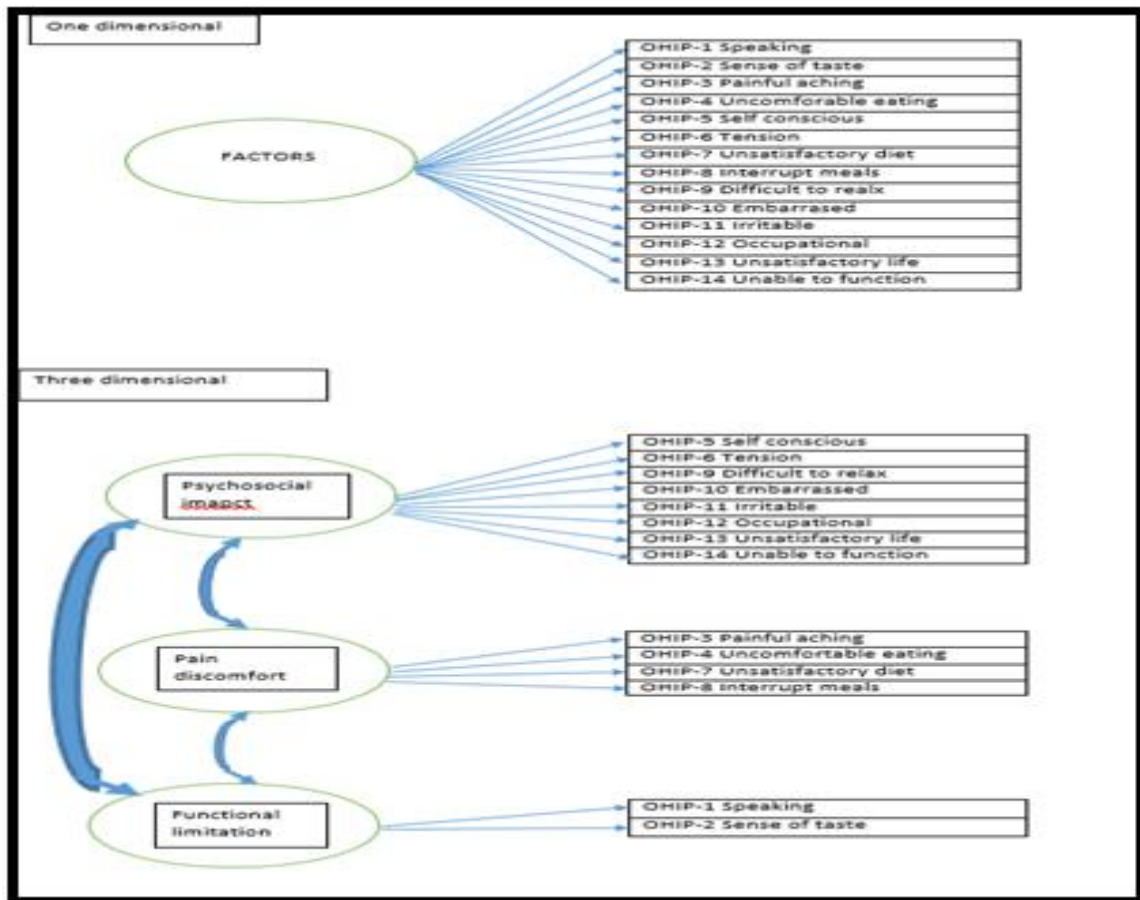 One dimensional
FACTORS
OHIP-1 Speaking
OHIP-2 Sense of taste
OHIP-3 Painful aching
OHIP-4 Uncomforable eating
OHIP-5 Self conscious
OHIP-6 Tension
OHIP-7 Unsatisfactory diet
OHIP-8 Interrupt meals
OHIP-9 Difficult to realx
OHIP-10 Embarrased
OHIP-11 Irritable
OHIP-12 Occupational
OHIP-13 Unsatisfactory life
OHIP-14 Unable to function
Three dimensional
Psychosocial
imapct
OHIP-5 Self conscious
OHIP-6 Tension
OHIP-9 Difficult to relax
OHIP-10 Embarrassed
OHIP-11 Irritable
OHIP-12 Occupational
OHIP-13 Unsatisfactory life
OHIP-14 Unable to function
Pain
discomfort
OHIP-3 Painful aching
OHIP-4 Uncomfortable eating
OHIP-7 Unsatisfactory diet
OHIP-8 Interrupt meals
Functional
limitation
OHIP-1 Speaking
OHIP-2 Sense of taste